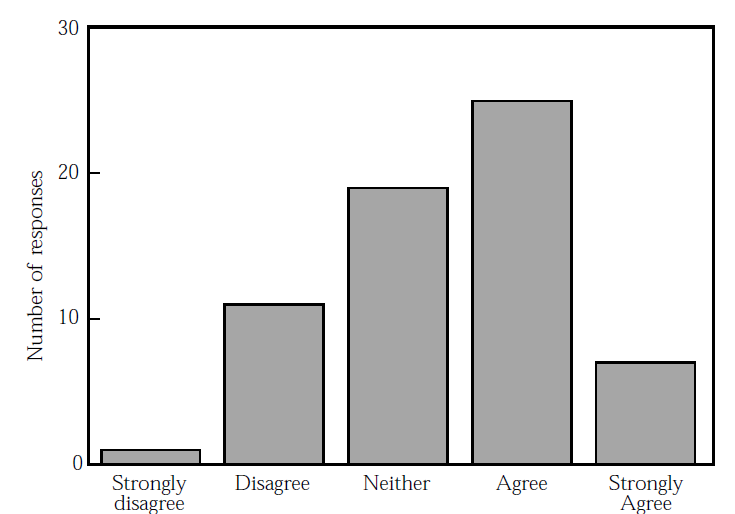 30
20
10
0
Number of responses
Strongly
disagree
Disagree
Neither
Agree
Strongly
Agree